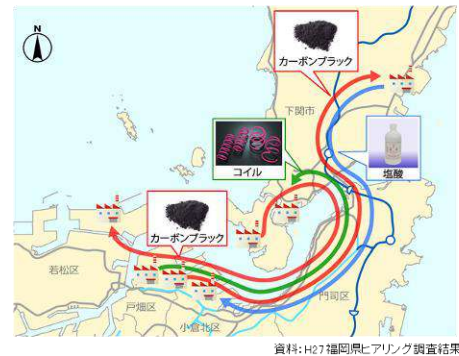 N
カーボンブラック
下関市
コイル
塩酸
カーボンブラック
若松区
戸畑区
小倉北区
門司区
資料：H27福岡県ヒアリング調査結果